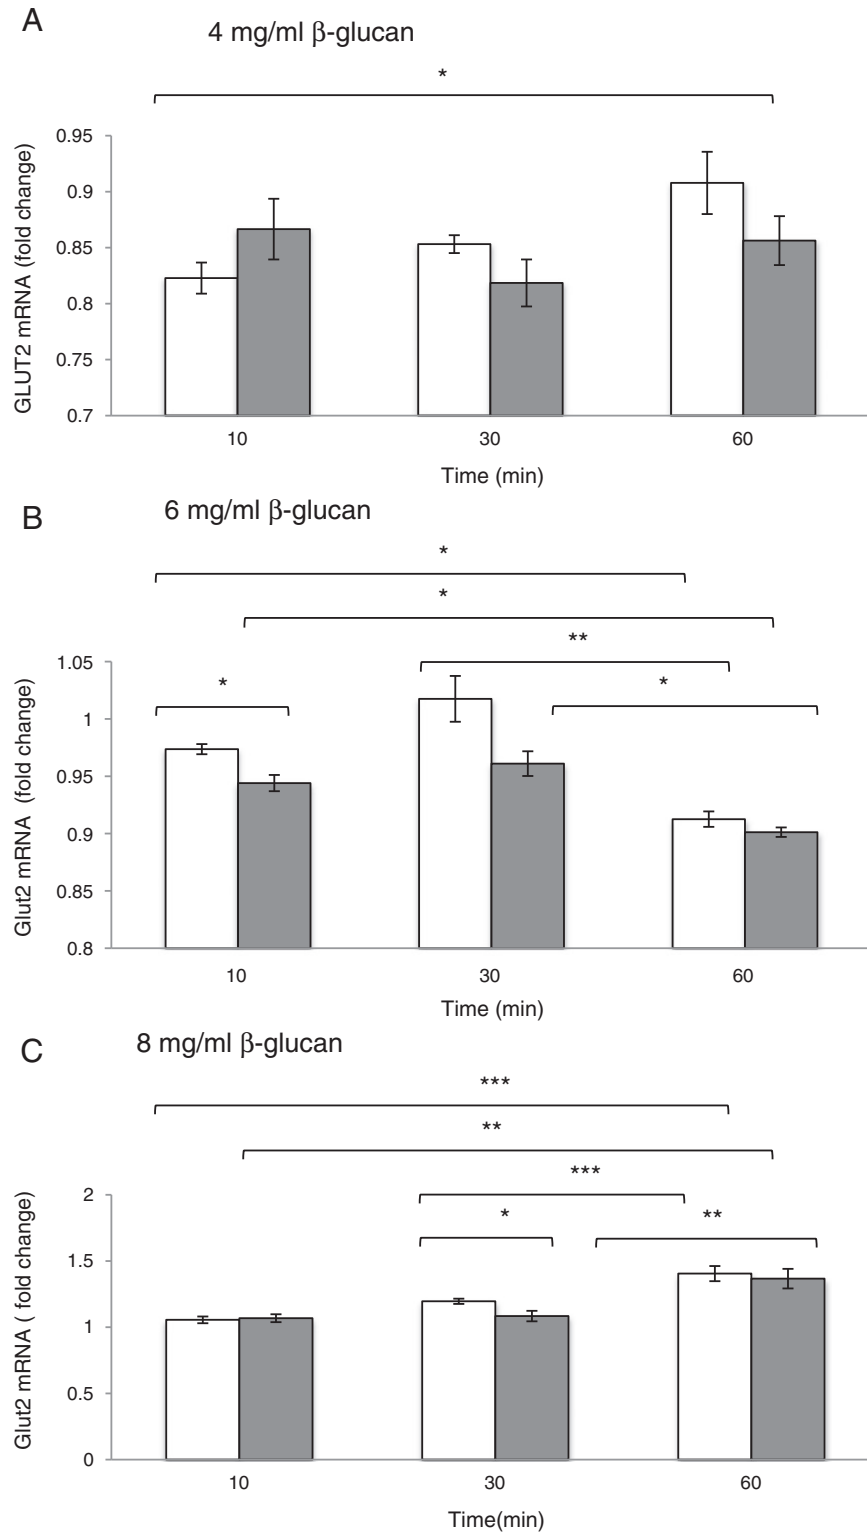 A
4 mg/ml β-glucan
*
GLUT2 mRNA (fold change)
0.95
0.9
0.85
0.8
0.75
0.7
10 30 60
Time (min)
B
6 mg/ml β-glucan
*
*
**
*
*
Glut2 mRNA (fold change)
1.05
1
0.95
0.9
0.85
0.8
10 30 60
Time (min)
C
8 mg/ml β-glucan
***
**
***
*
**
Glut2 mRNA ( fold change)
2
1.5
1
0.5
0
10 30 60
Time(min)